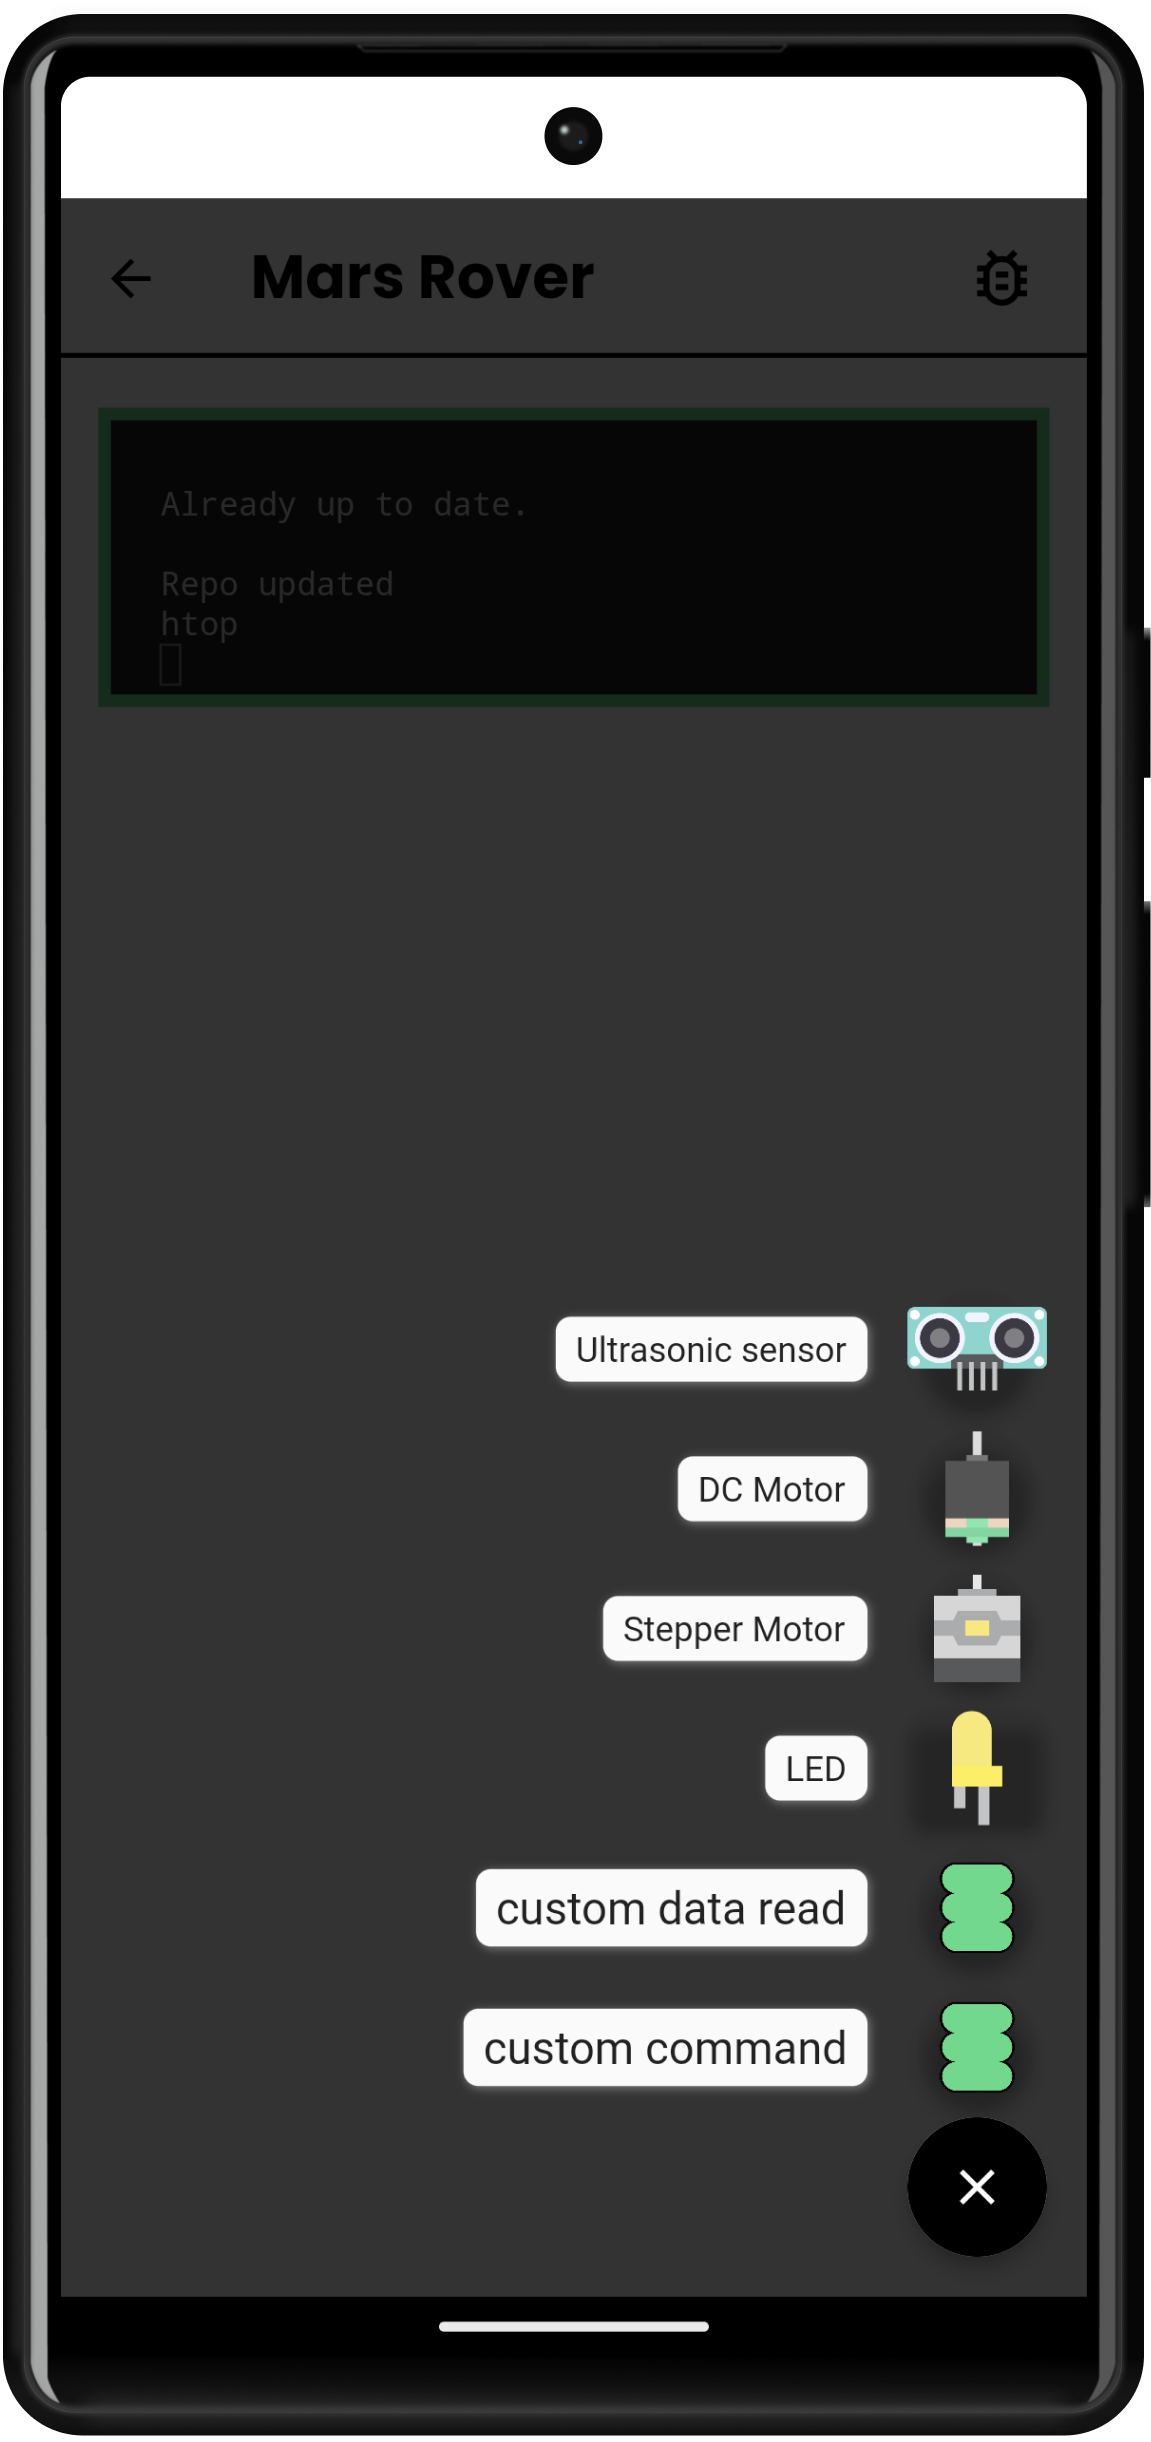 Mars Rover
Already up to date.
Repo updated
htop
Ultrasonic sensor
DC Motor
Stepper Motor
LED
custom data read
custom command